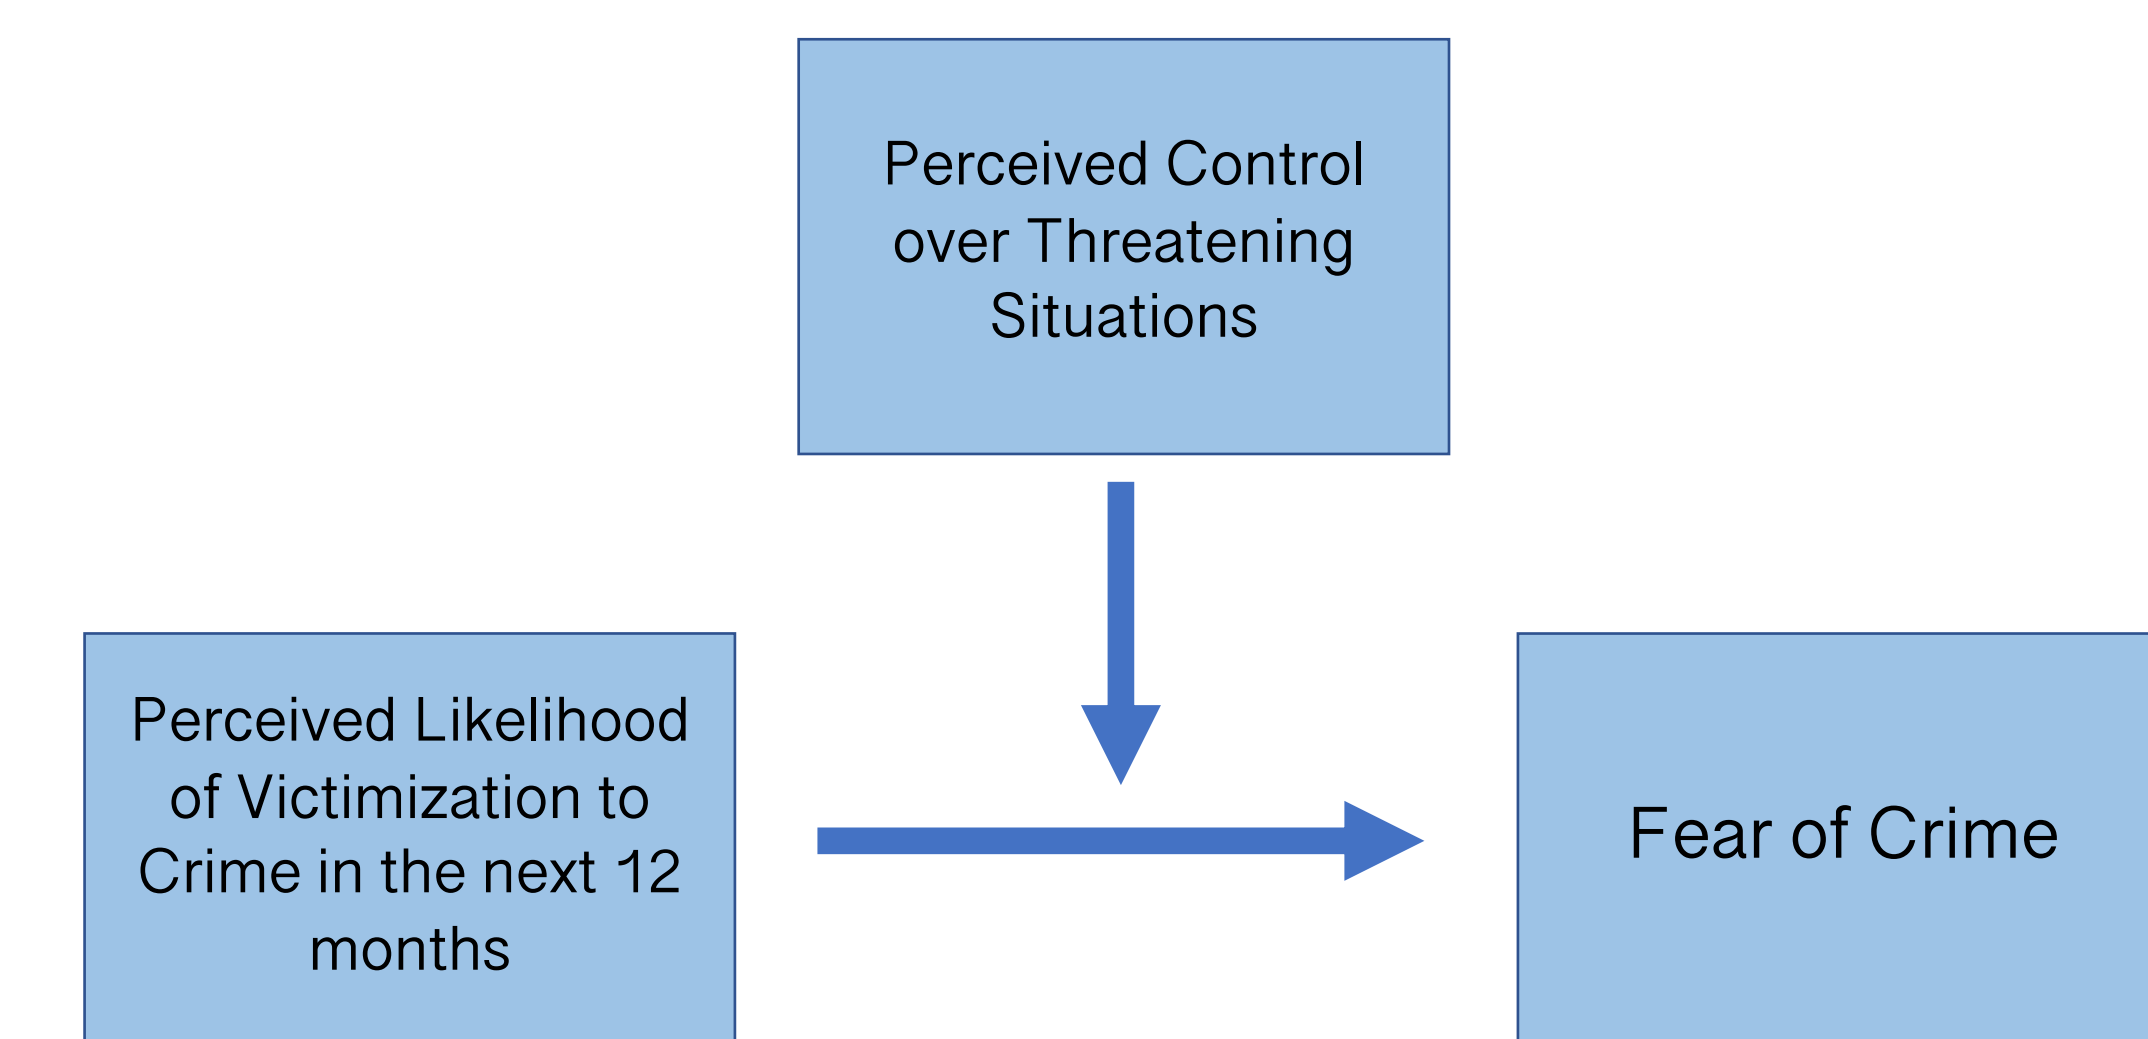 Perceived Control
over Threatening
Situations
Perceived Likelihood
of Victimization to
Crime in the next 12
months
Fear of Crime